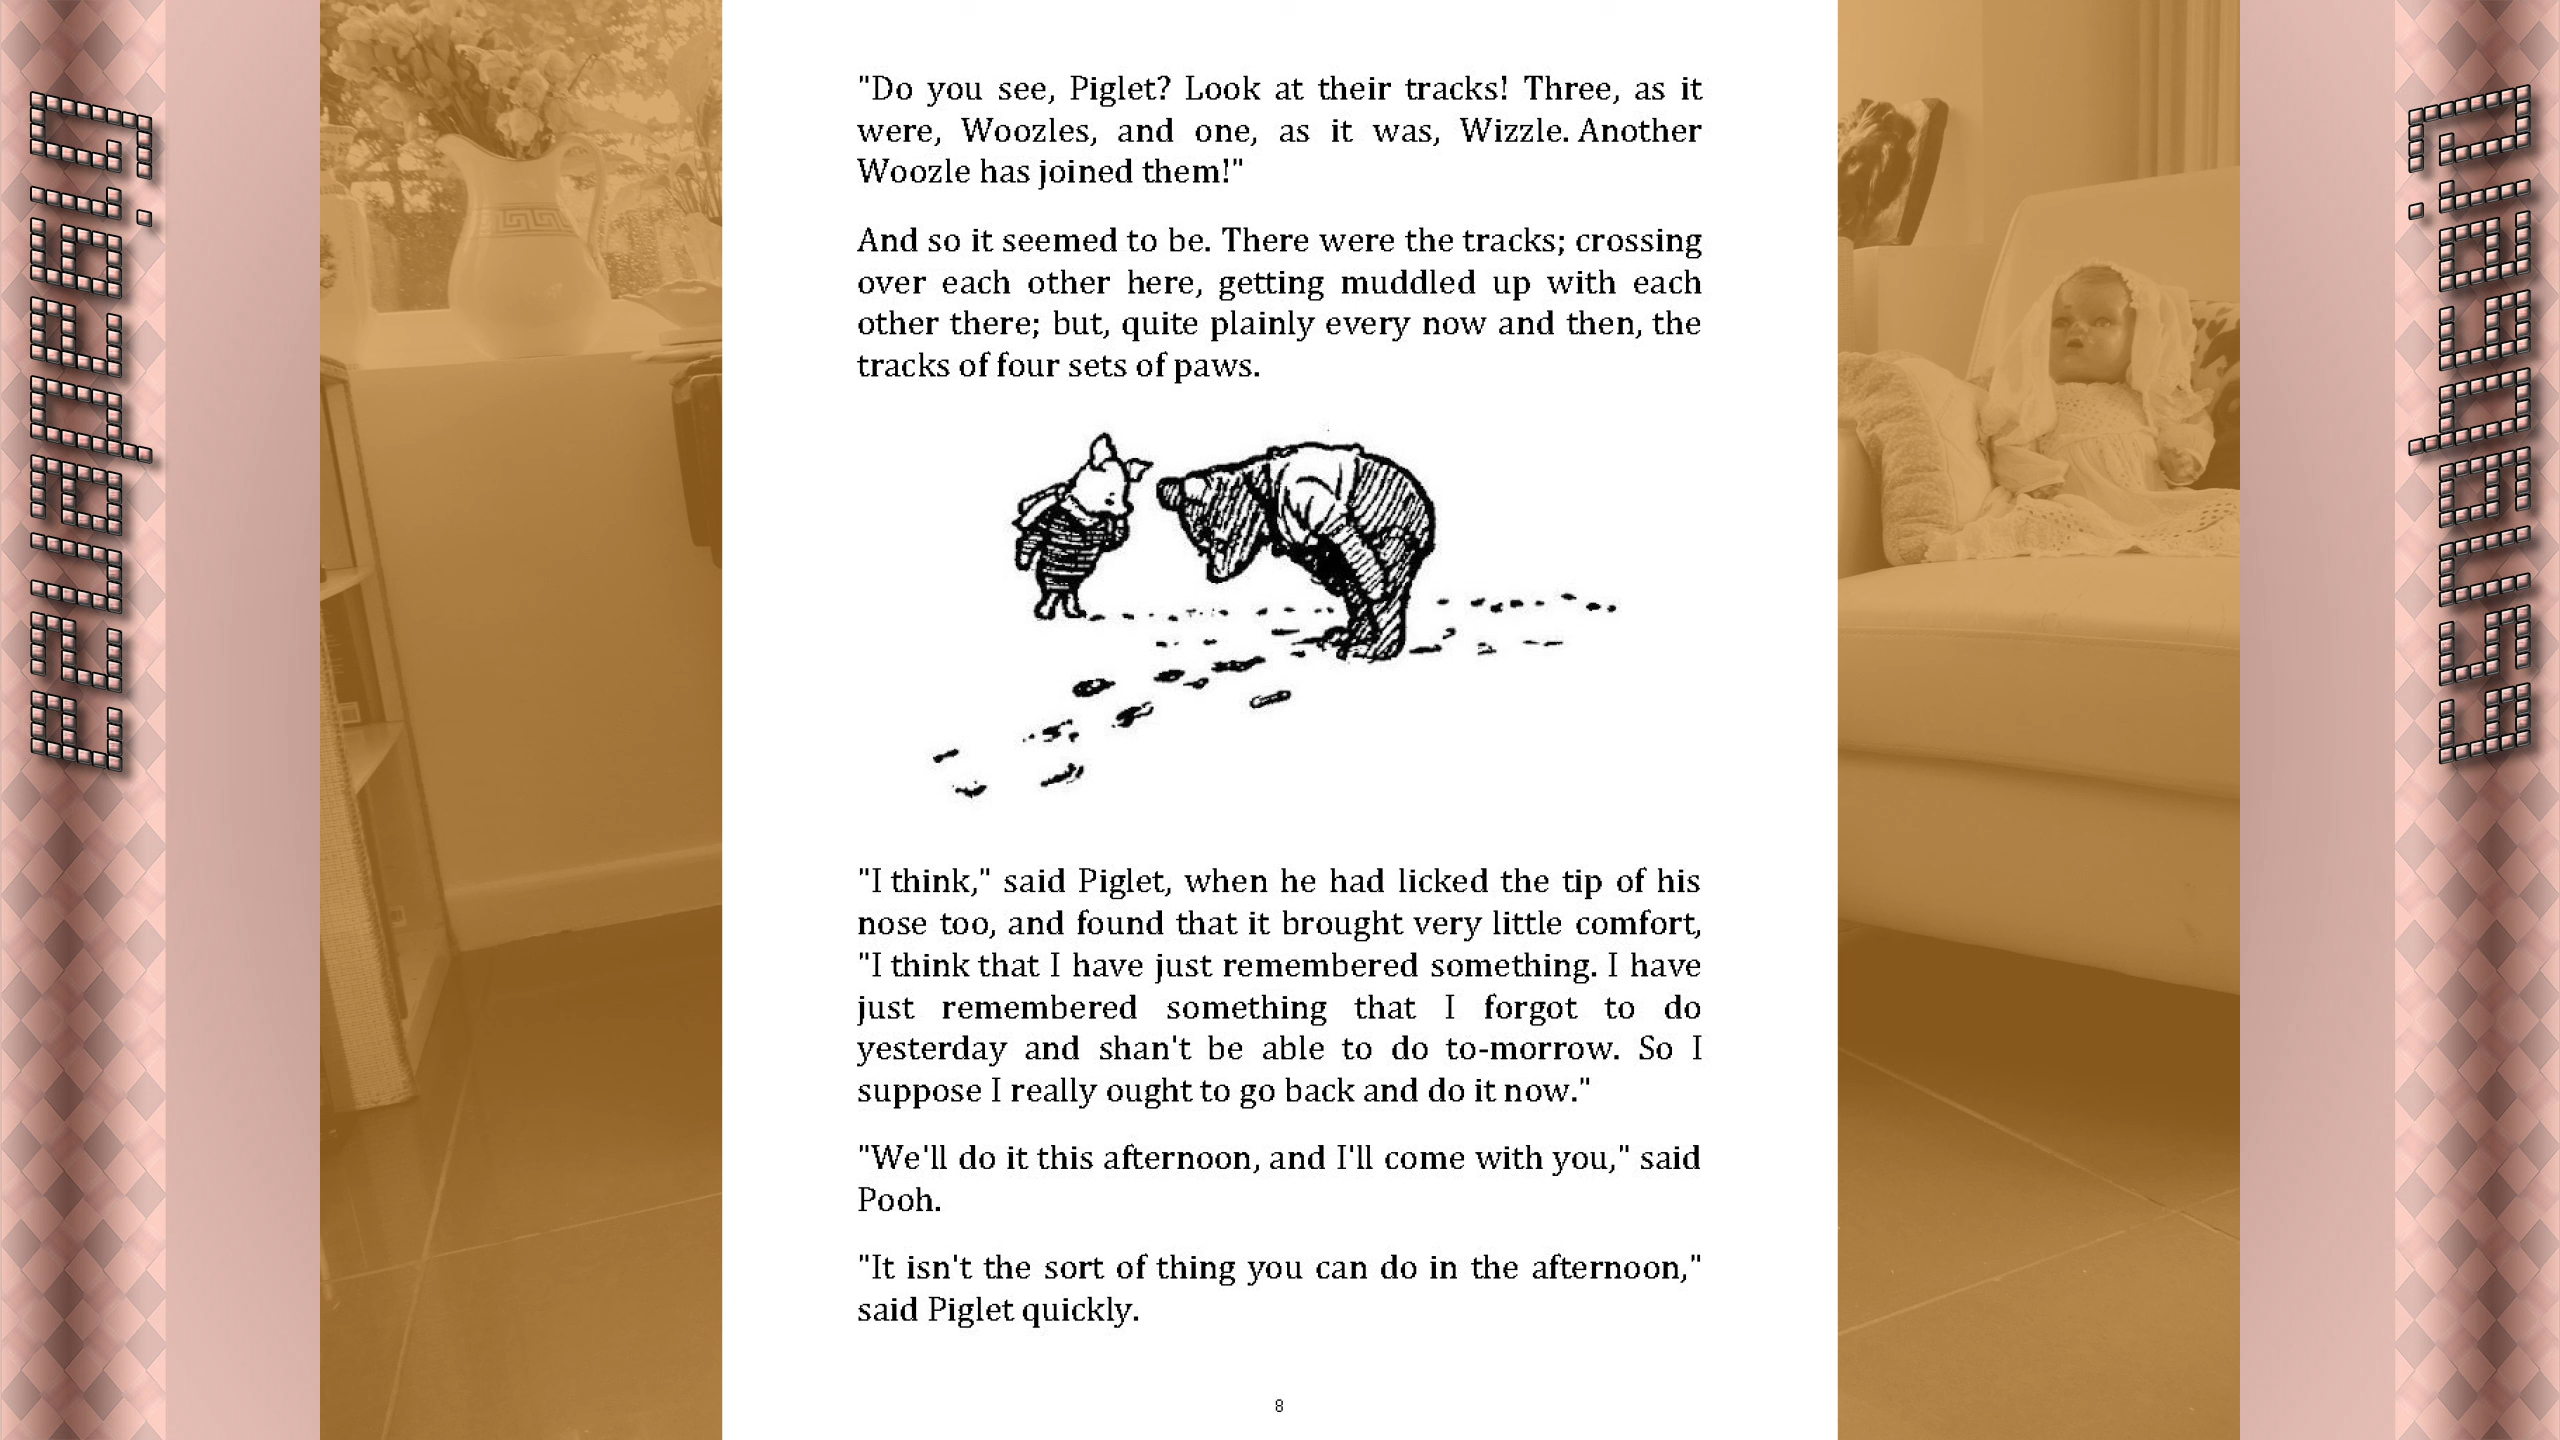 "Do you see, Piglet? Look at their tracks! Three, as it
were, Woozles, and one, as it was, Wizzle. Another
Woozle has joined them!"
And so it seemed to be. There were the tracks; crossing
over each other here, getting muddled up with each
other there; but, quite plainly every now and then, the
tracks of four sets of paws.
"I think," said Piglet, when he had licked the tip of his
nose too, and found that it brought very little comfort,
"I think that I have just remembered something. I have
just remembered something that I forgot to do
yesterday and shan't be able to do to-morrow. So I
suppose I really ought to go back and do it now."
"We'll do it this afternoon, and I'll come with you," said
Pooh.
"It isn't the sort of thing you can do in the afternoon,"
said Piglet quickly.
8